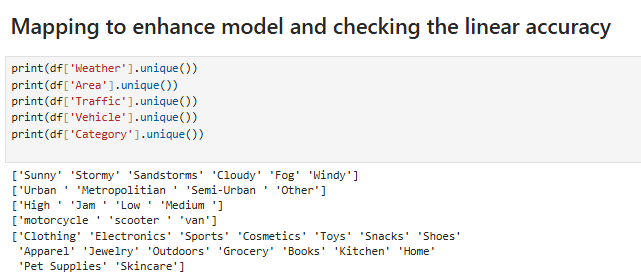 Mapping to enhance model and checking the linear accuracy
print(df['Weather'].unique())
print(df['Area'].unique())
print(df['Traffic'].unique())
print(df['Vehicle'].unique())
print(df['Category'].unique())
['Sunny' 'Stormy' 'Sandstorms' 'Cloudy' 'Fog' 'Windy']
['Urban ' 'Metropolitian ' 'Semi-Urban ' 'Other']
['High ' 'Jam ' 'Low ' 'Medium ']
['motorcycle ' 'scooter ' 'van']
['Clothing' 'Electronics' 'Sports' 'Cosmetics' 'Toys' 'Snacks' 'Shoes'
 'Apparel' 'Jewelry' 'Outdoors' 'Grocery' 'Books' 'Kitchen' 'Home'
 'Pet Supplies' 'Skincare']